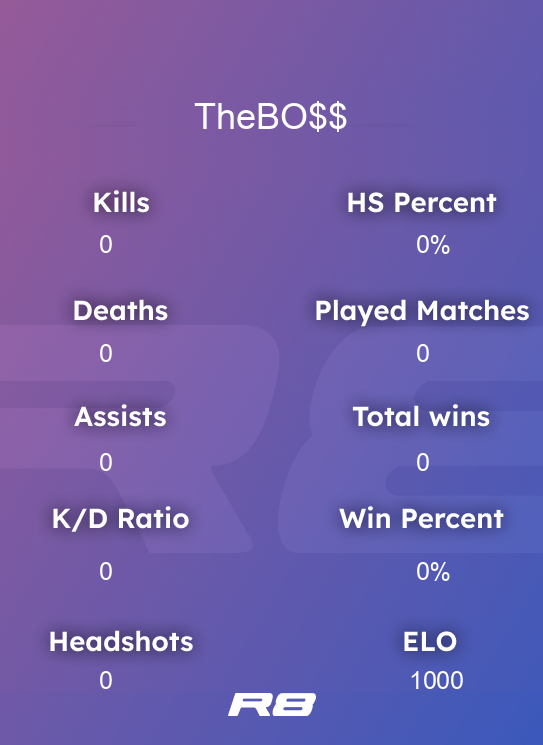 TheBO$$
Kills
HS Percent
0
0%
Deaths
Played Matches
0
0
Assists
Total wins
0
0
K/D Ratio
Win Percent
0
0%
Headshots
ELO
0
1000
R8